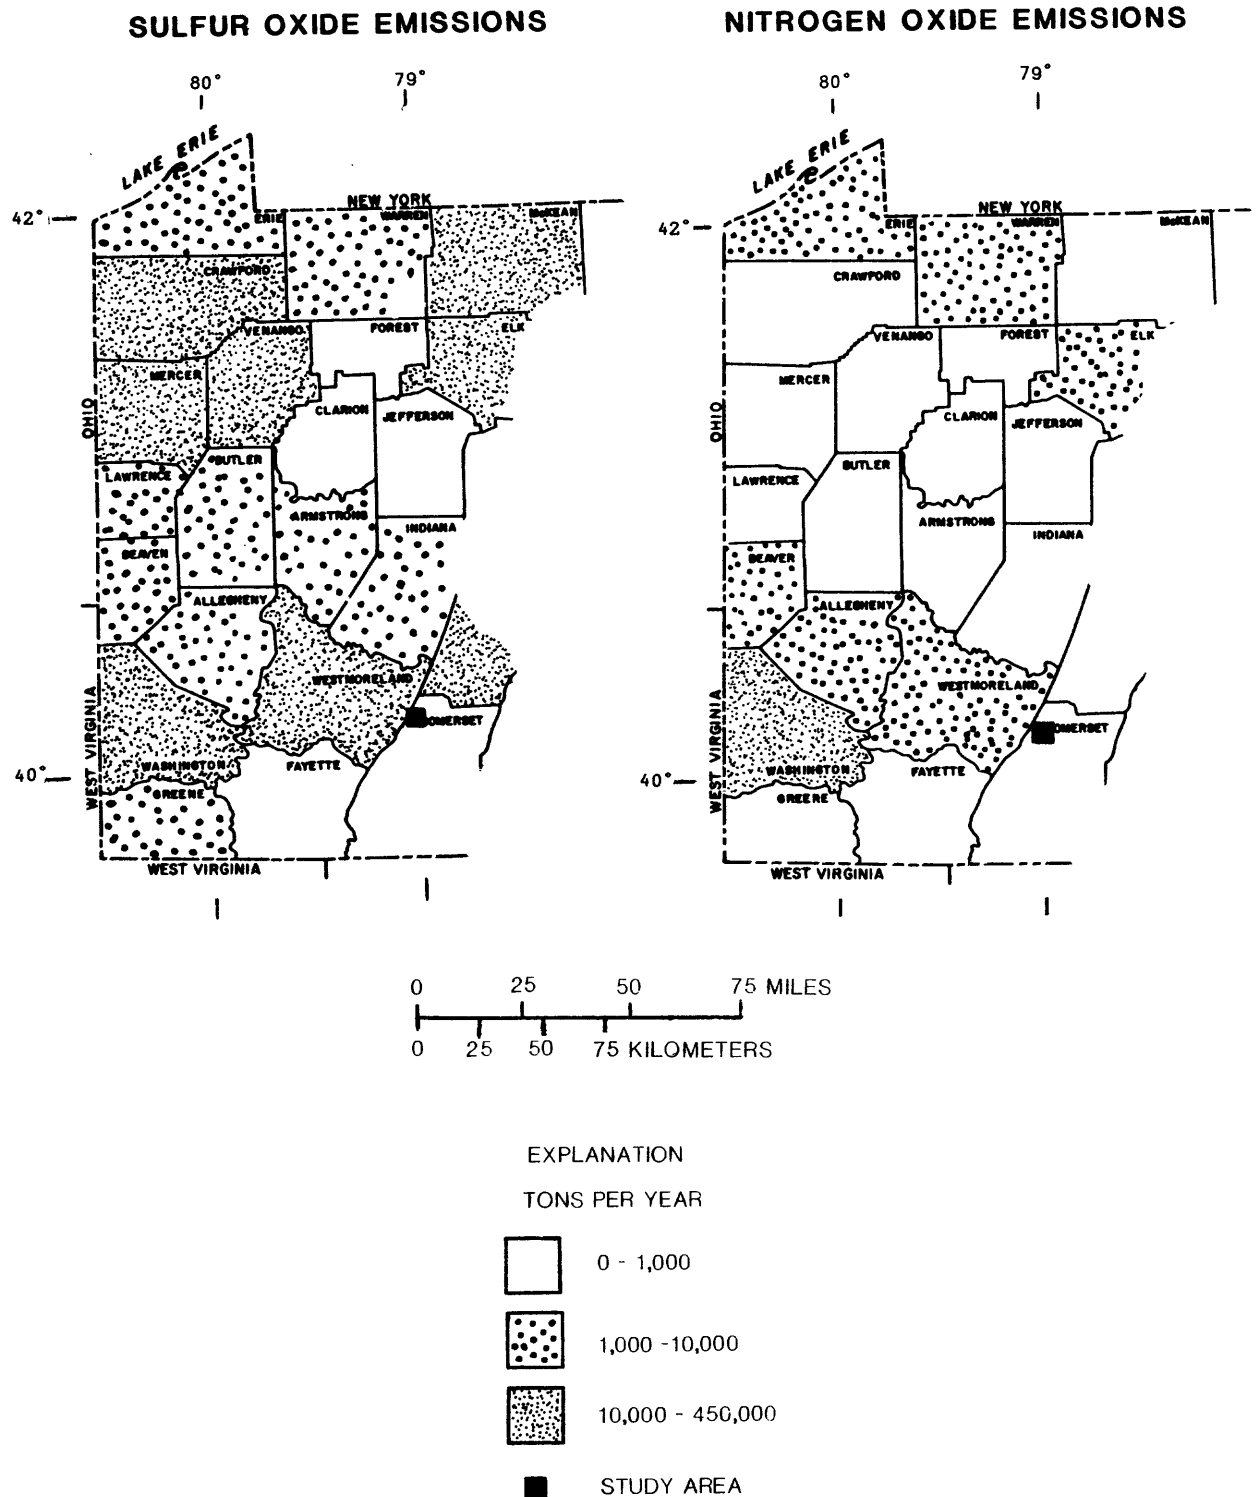 SULFUR OXIDE EMISSIONS
80°
79°
LAKE ERIE
NEW YORK
42°
ERIE
WARREN
McKEAN
CRAWFORD
VENANGO
FOREST
ELK
MERCER
CLARION
JEFFERSON
OHIO
BUTLER
LAWRENCE
ARMSTRONG
INDIANA
BEAVEN
ALLEGHENY
WESTMORELAND
WEST VIRGINIA
OMERSET
WASHINGTON
FAYETTE
40°
GREENE
WEST VIRGINIA
NITROGEN OXIDE EMISSIONS
80°
79°
LAKE ERIE
NEW YORK
42°
ERIE
WARREN
McKEAN
CRAWFORD
VENANGO
FOREST
ELK
MERCER
CLARION
JEFFERSON
OHIO
BUTLER
LAWRENCE
ARMSTRONG
INDIANA
BEAVER
ALLEGHENY
WESTMORELAND
WEST VIRGINIA
OMERSET
WASHINGTON
FAYETTE
40°
GREENE
WEST VIRGINIA
0 25 50 75 MILES
0 25 50 75 KILOMETERS
EXPLANATION
TONS PER YEAR
0 - 1,000
1,000 -10,000
10,000 - 450,000
STUDY AREA